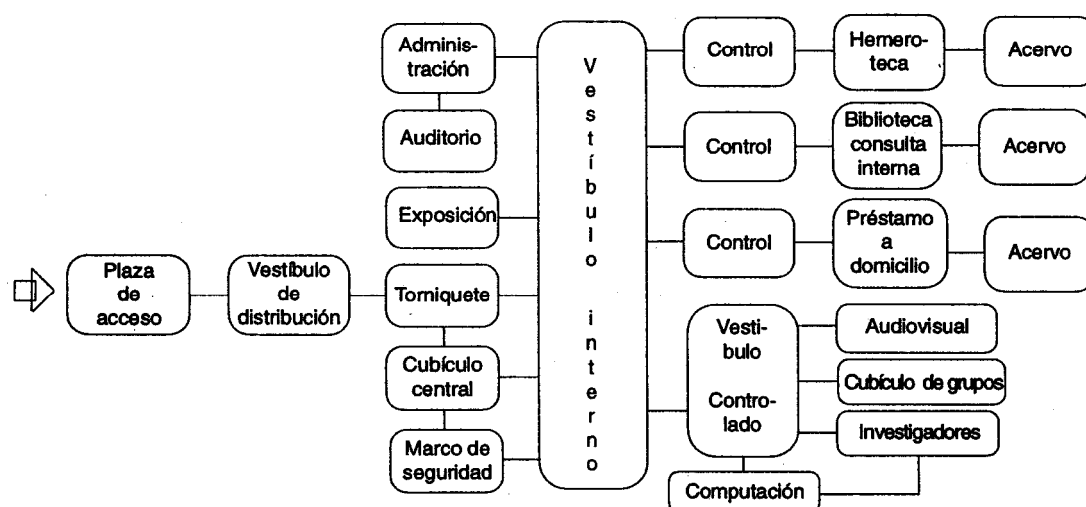 Adminis-
tración
Auditorio
Exposición
Plaza
de
acceso
Vestíbulo
de
distribución
Torniquete
Cubículo
central
Marco de
seguridad
Vestíbulo interno
Control
Hemero-
teca
Acervo
Control
Biblioteca
consulta
interna
Acervo
Control
Préstamo
a
domicilio
Acervo
Vesti-
bulo
Contro-
lado
Audiovisual
Cubículo de grupos
Investigadores
Computación